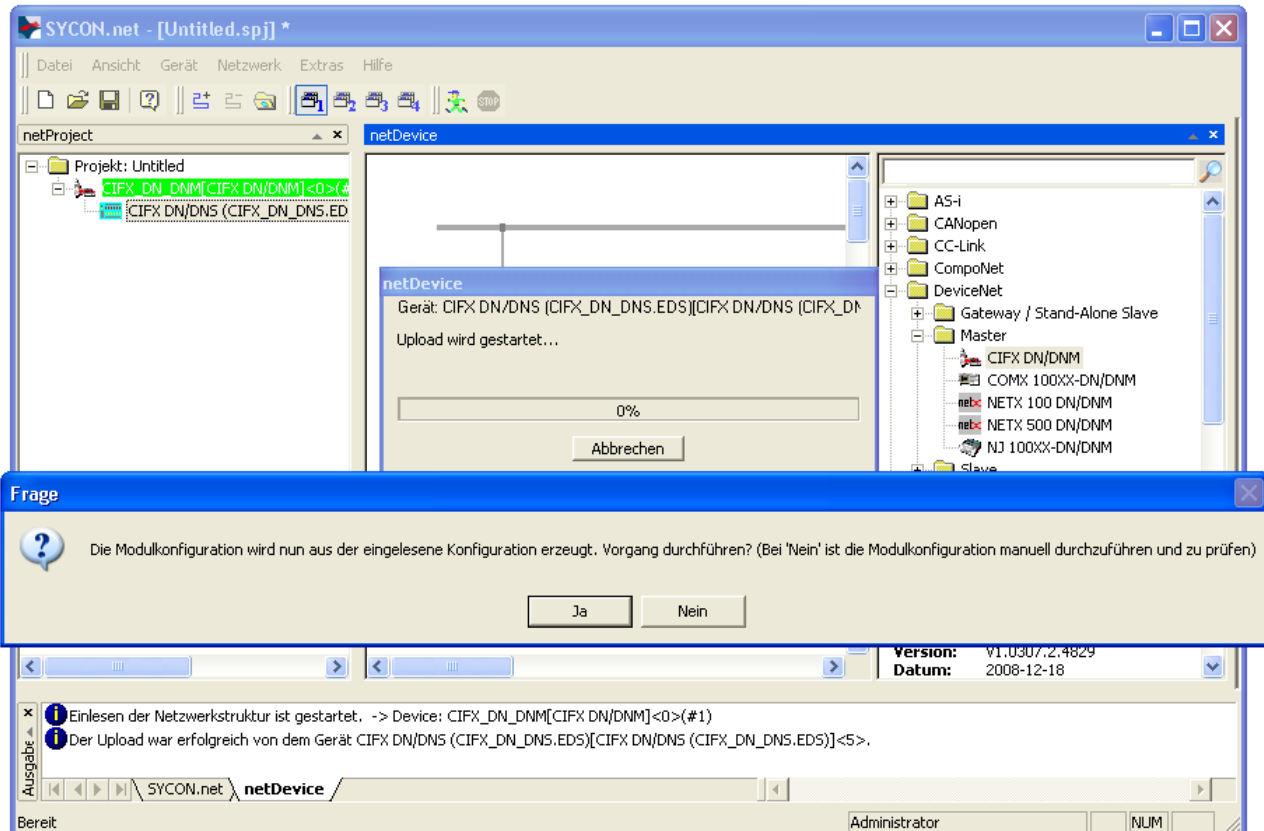 SYCON.net - [Untitled.spj] *
Datei Ansicht Gerät Netzwerk Extras Hilfe
1 2 3 4 STOP
netProject
netDevice
Projekt: Untitled
CIFX_DN_DNM[CIFX DN/DNM]<0>(#
CIFX DN/DNS (CIFX_DN_DNS.ED
AS-i
CANopen
CC-Link
CompoNet
DeviceNet
Gateway / Stand-Alone Slave
Master
CIFX DN/DNM
COMX 100XX-DN/DNM
netx NETX 100 DN/DNM
netx NETX 500 DN/DNM
NJ 100XX-DN/DNM
Slave
netDevice
Gerät: CIFX DN/DNS (CIFX_DN_DNS.EDS)[CIFX DN/DNS (CIFX_DN
Upload wird gestartet...
0%
Abbrechen
Frage
Die Modulkonfiguration wird nun aus der eingelesene Konfiguration erzeugt. Vorgang durchführen? (Bei 'Nein' ist die Modulkonfiguration manuell durchzuführen und zu prüfen)
Ja
Nein
Version: V1.0307.2.4829
Datum: 2008-12-18
Ausgabe
Einlesen der Netzwerkstruktur ist gestartet. -> Device: CIFX_DN_DNM[CIFX DN/DNM]<0>(#1)
Der Upload war erfolgreich von dem Gerät CIFX DN/DNS (CIFX_DN_DNS.EDS)[CIFX DN/DNS (CIFX_DN_DNS.EDS)]<5>.
SYCON.net
netDevice
Bereit
Administrator
NUM